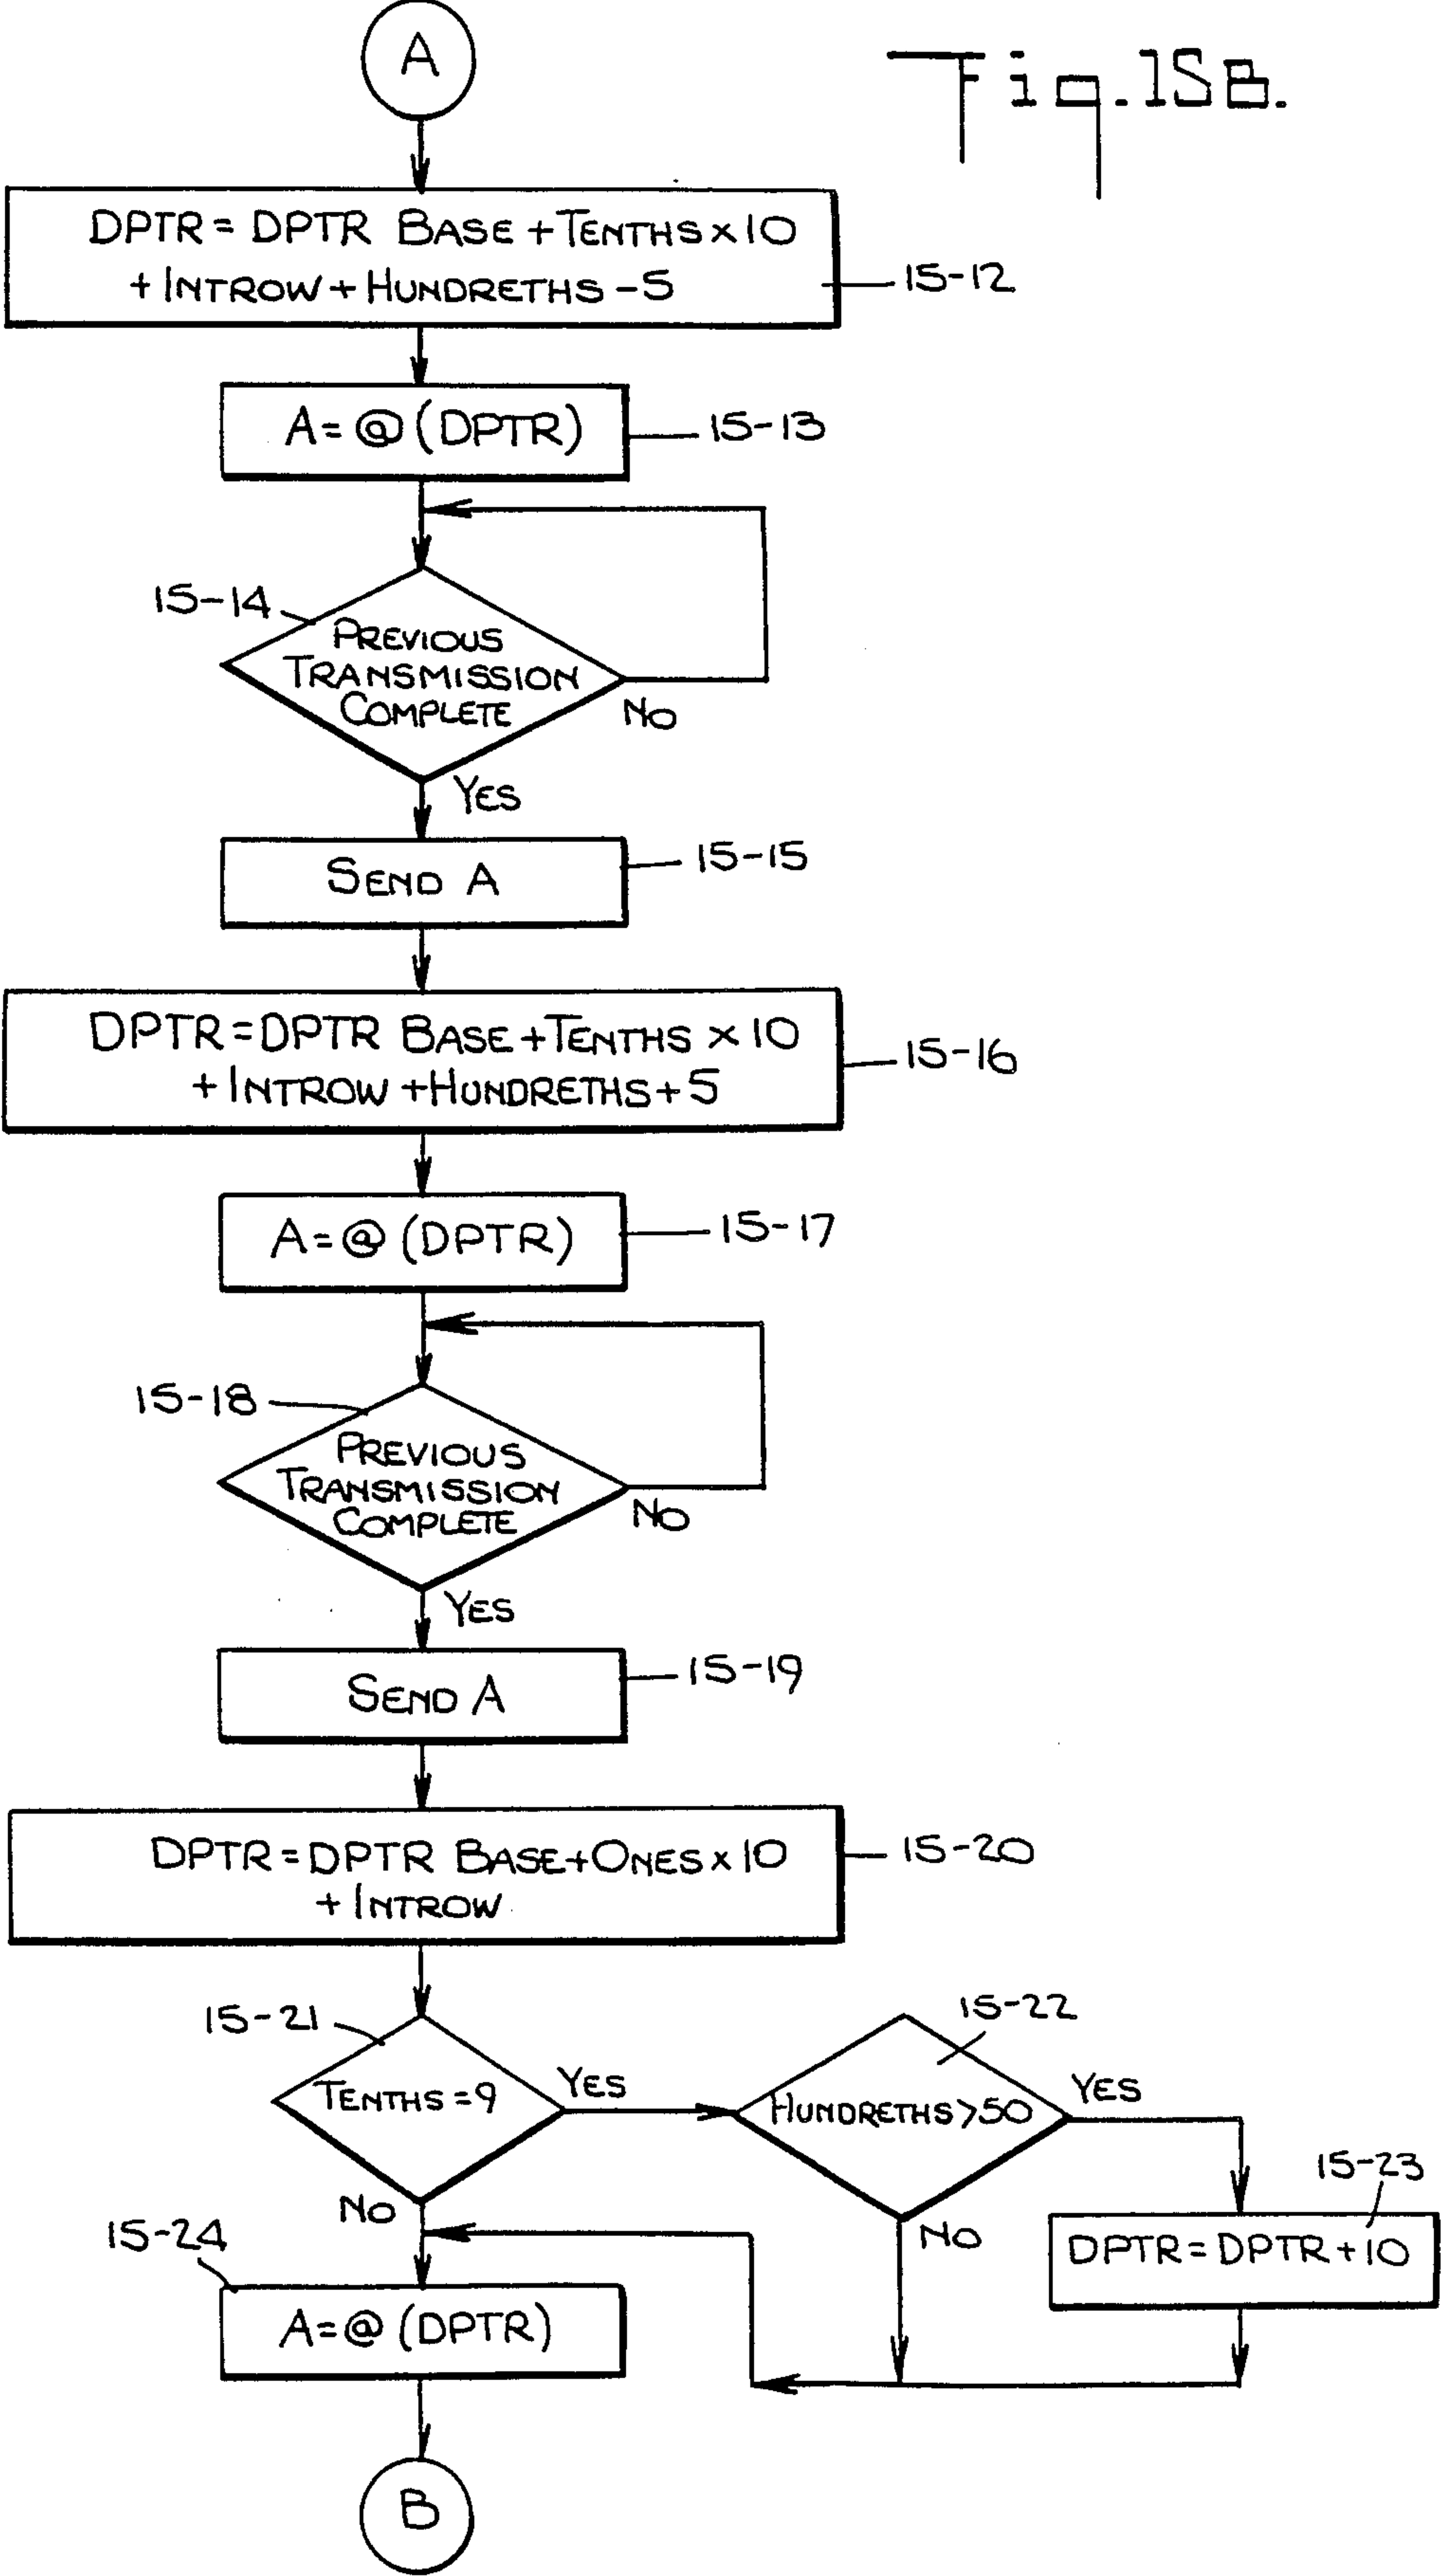 A
Fig. 15B.
DPTR = DPTR BASE + TENTHS × 10
+ INTROW + HUNDRETHS - 5
15-12
A = @ (DPTR)
15-13
15-14
PREVIOUS
TRANSMISSION
COMPLETE
NO
YES
SEND A
15-15
DPTR = DPTR BASE + TENTHS × 10
+ INTROW + HUNDRETHS + 5
15-16
A = @ (DPTR)
15-17
15-18
PREVIOUS
TRANSMISSION
COMPLETE
NO
YES
SEND A
15-19
DPTR = DPTR BASE + ONES × 10
+ INTROW
15-20
15-21
TENTHS = 9
YES
NO
15-22
HUNDRETHS > 50
YES
NO
15-23
DPTR = DPTR + 10
15-24
A = @ (DPTR)
B